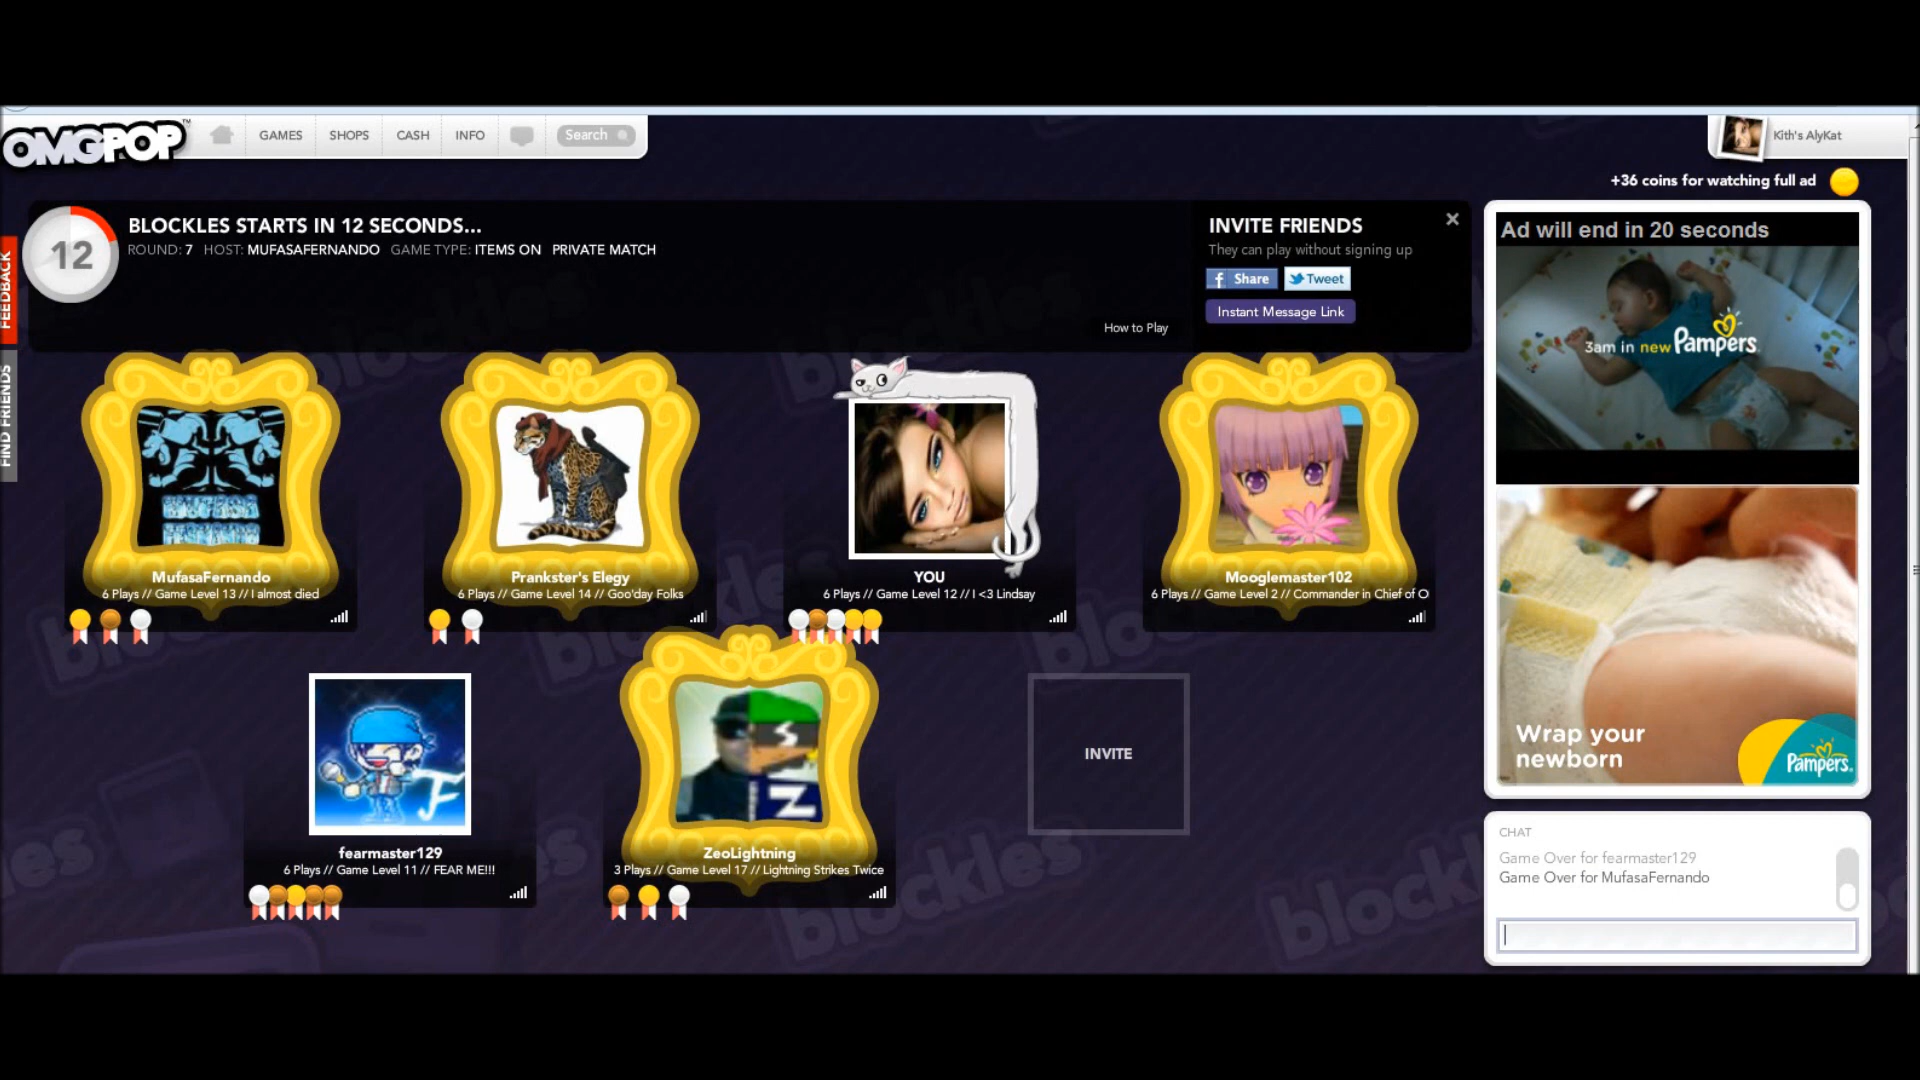 OMGPOP™
GAMES
SHOPS
CASH
INFO
Search
Kith's AlyKat
+36 coins for watching full ad
12
BLOCKLES STARTS IN 12 SECONDS...
ROUND: 7 HOST: MUFASAFERNANDO GAME TYPE: ITEMS ON PRIVATE MATCH
How to Play
INVITE FRIENDS
They can play without signing up
f Share
Tweet
Instant Message Link
FEEDBACK
FIND FRIENDS
Ad will end in 20 seconds
3am in new Pampers
Wrap your
newborn
Pampers.
MufasaFernando
6 Plays // Game Level 13 // I almost died
Prankster's Elegy
6 Plays // Game Level 14 // Goo'day Folks
YOU
6 Plays // Game Level 12 // I <3 Lindsay
Mooglemaster102
6 Plays // Game Level 2 // Commander in Chief of O
F
fearmaster129
6 Plays // Game Level 11 // FEAR ME!!!
S
Z
ZeoLightning
3 Plays // Game Level 17 // Lightning Strikes Twice
INVITE
CHAT
Game Over for fearmaster129
Game Over for MufasaFernando
blockles
blockles